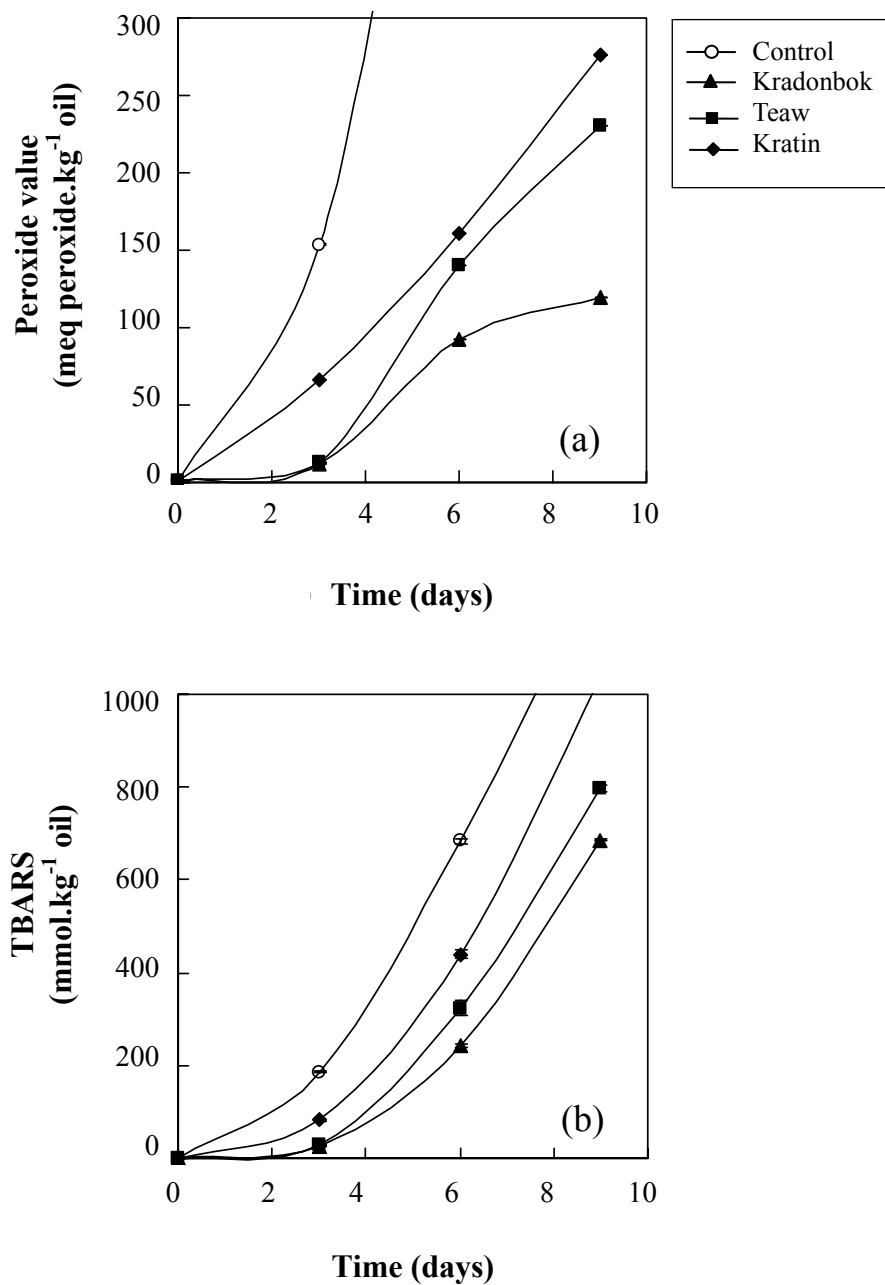 300
250
200
150
100
50
0
Peroxide value
(meq peroxide.kg⁻¹ oil)
0 2 4 6 8 10
Time (days)
(a)
Control
Kradonbok
Teaw
Kratin
1000
800
600
400
200
0
TBARS
(mmol.kg⁻¹ oil)
0 2 4 6 8 10
Time (days)
(b)